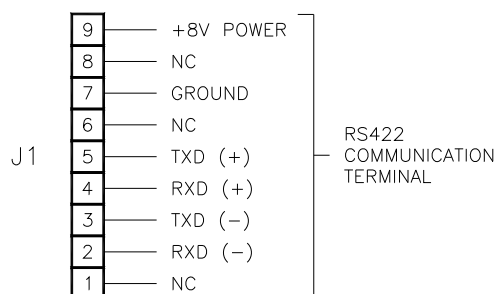 9 +8V POWER
8 NC
7 GROUND
6 NC
J1
5 TXD (+)
4 RXD (+)
3 TXD (-)
2 RXD (-)
1 NC
RS422
COMMUNICATION
TERMINAL